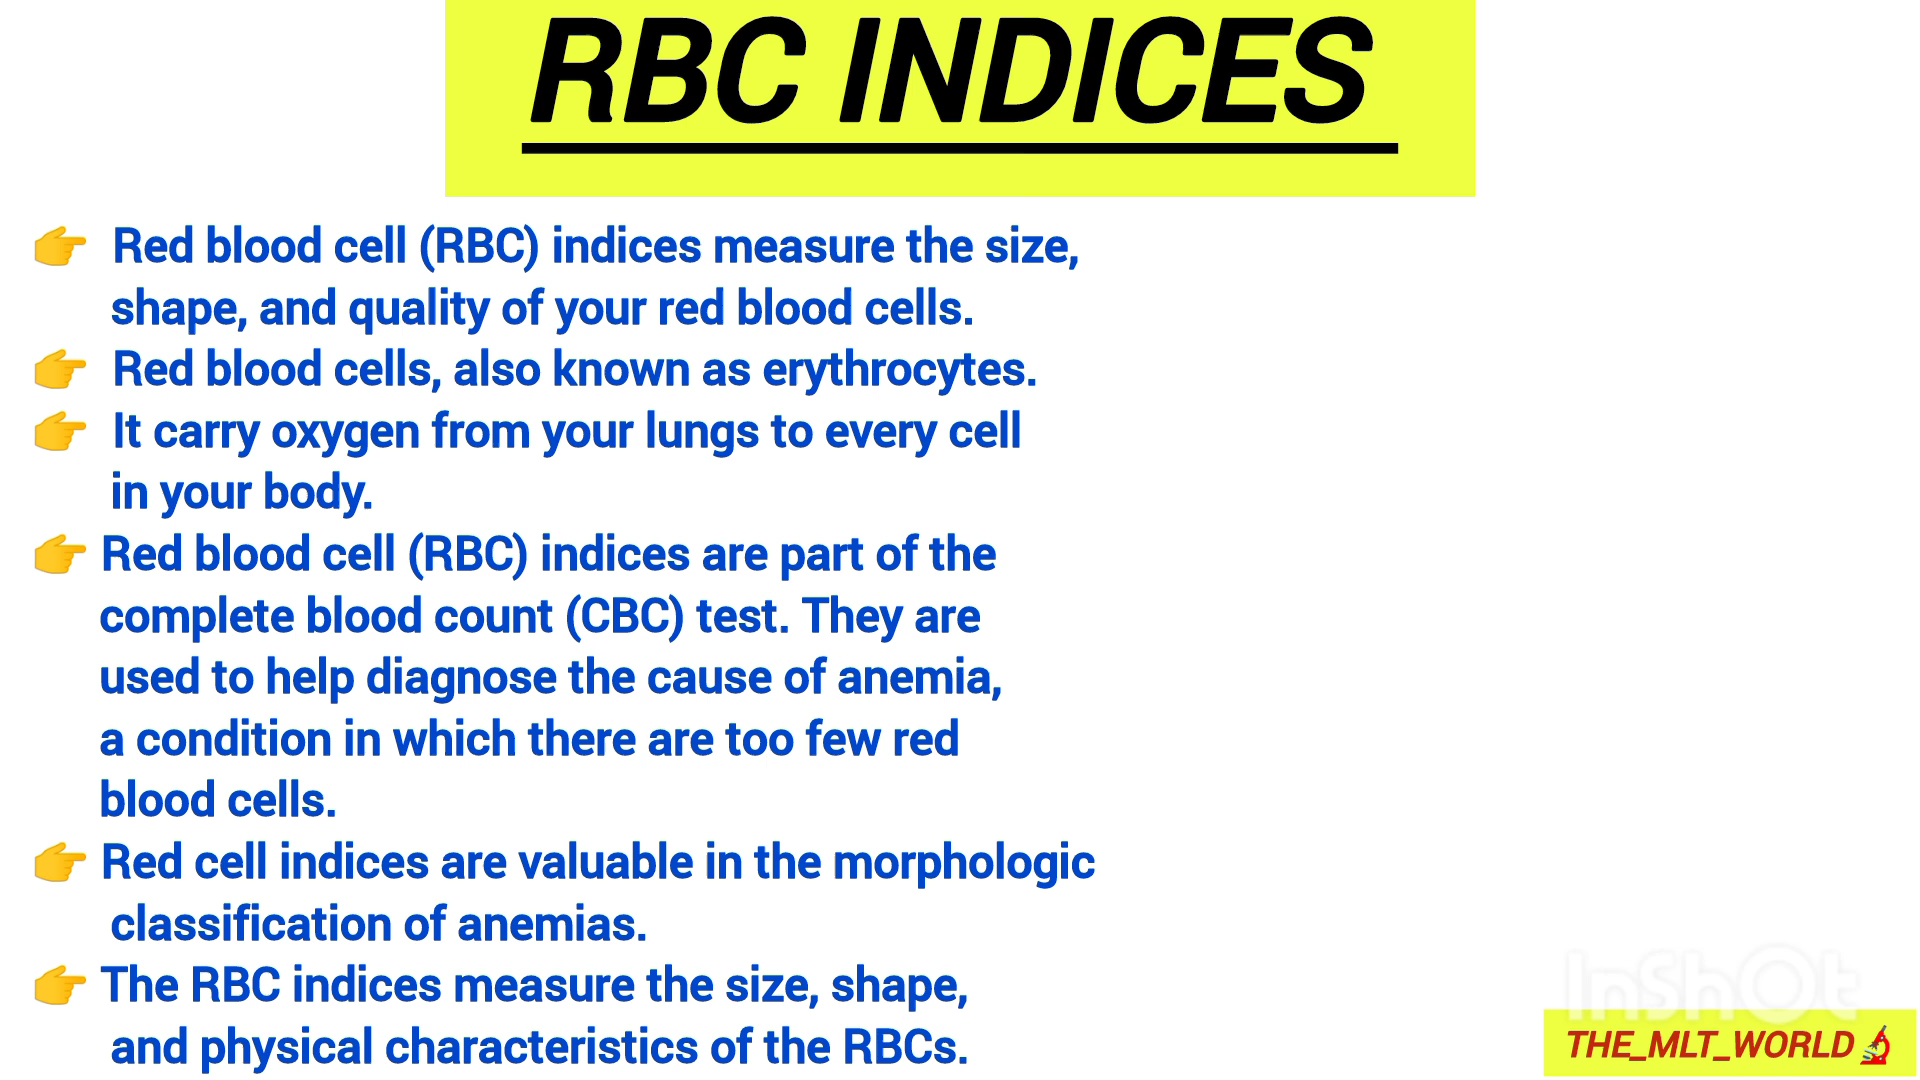 RBC INDICES
👉 Red blood cell (RBC) indices measure the size,
shape, and quality of your red blood cells.
👉 Red blood cells, also known as erythrocytes.
👉 It carry oxygen from your lungs to every cell
in your body.
👉 Red blood cell (RBC) indices are part of the
complete blood count (CBC) test. They are
used to help diagnose the cause of anemia,
a condition in which there are too few red
blood cells.
👉 Red cell indices are valuable in the morphologic
classification of anemias.
👉 The RBC indices measure the size, shape,
and physical characteristics of the RBCs.
InShOt
THE_MLT_WORLD🔬